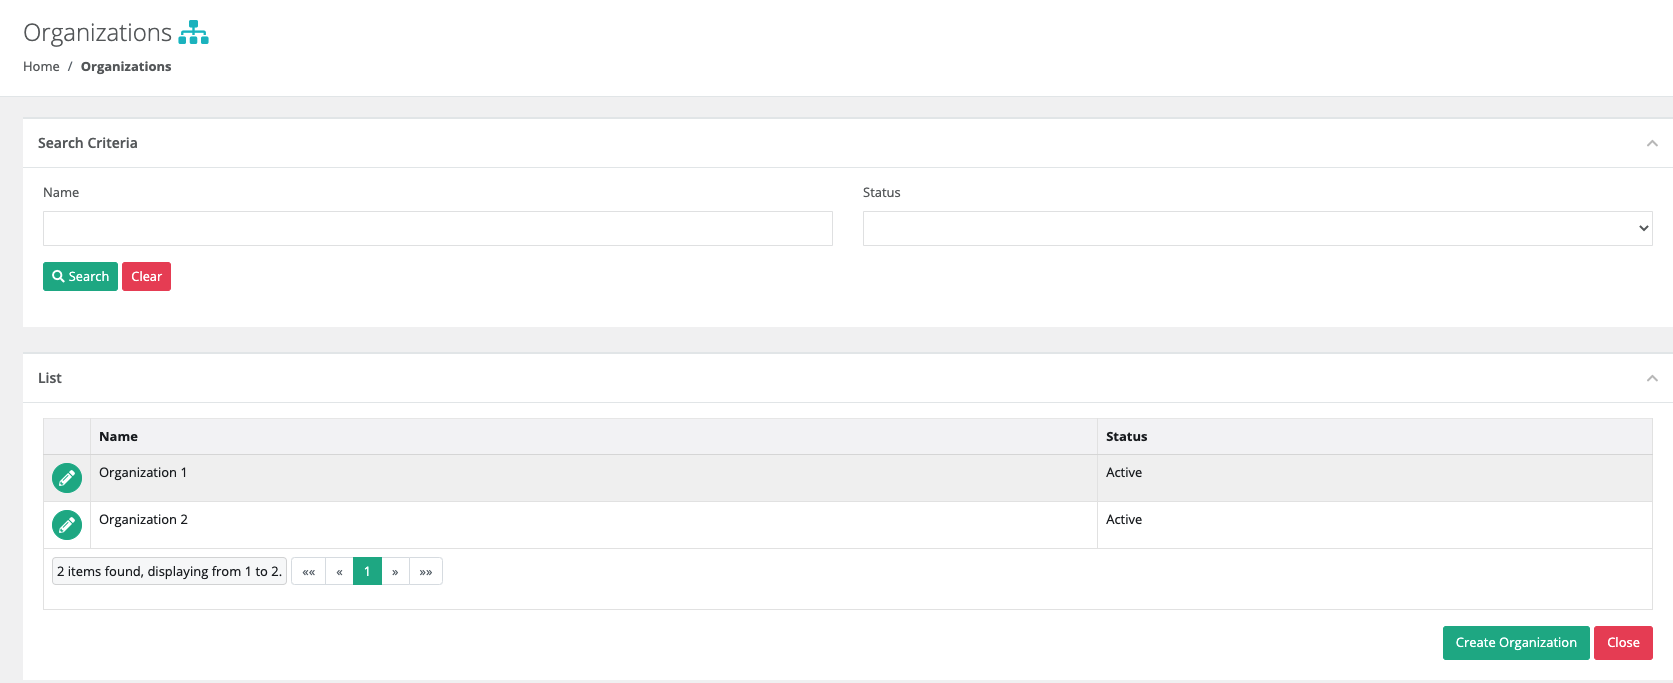 Organizations
Home / Organizations
Search Criteria
Name
Status
Search Clear
List
Name Status
Organization 1 Active
Organization 2 Active
2 items found, displaying from 1 to 2. «« « 1 » »»
Create Organization Close